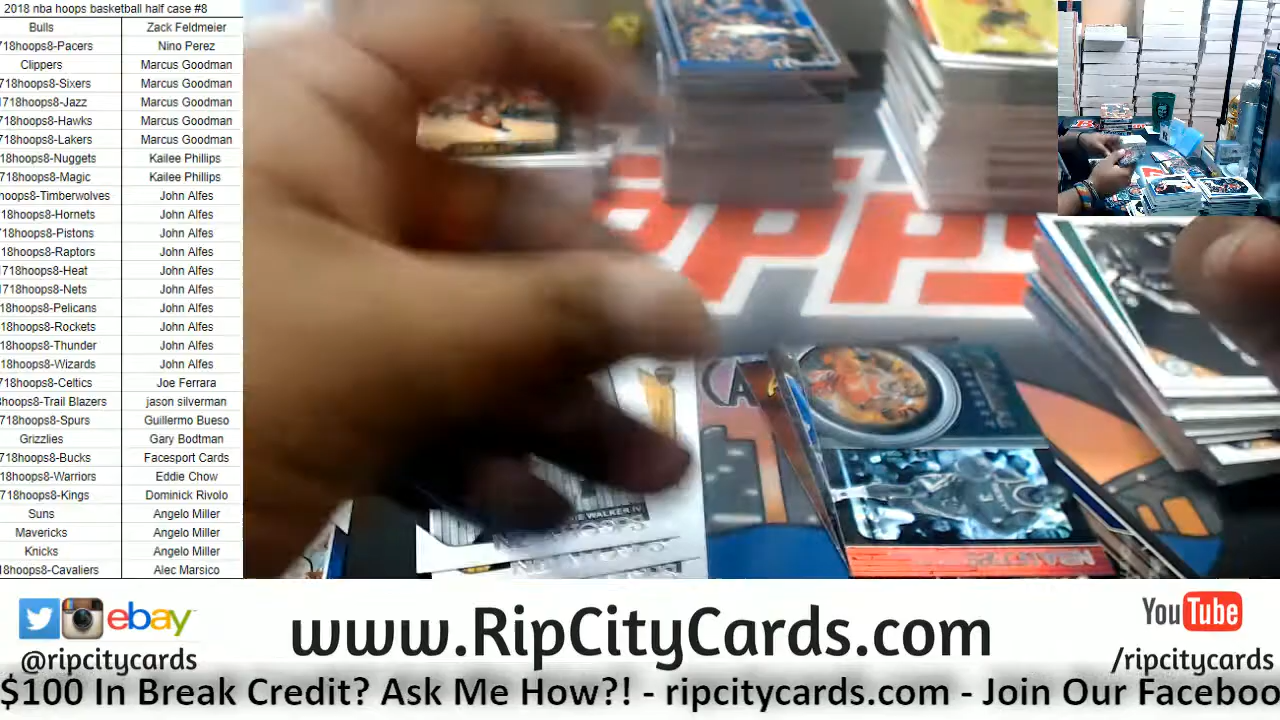 2018 nba hoops basketball half case #8
Bulls Zack Feldmeier
718hoops8-Pacers Nino Perez
Clippers Marcus Goodman
718hoops8-Sixers Marcus Goodman
1718hoops8-Jazz Marcus Goodman
718hoops8-Hawks Marcus Goodman
718hoops8-Lakers Marcus Goodman
18hoops8-Nuggets Kailee Phillips
718hoops8-Magic Kailee Phillips
hoops8-Timberwolves John Alfes
18hoops8-Hornets John Alfes
718hoops8-Pistons John Alfes
18hoops8-Raptors John Alfes
1718hoops8-Heat John Alfes
1718hoops8-Nets John Alfes
18hoops8-Pelicans John Alfes
18hoops8-Rockets John Alfes
18hoops8-Thunder John Alfes
18hoops8-Wizards John Alfes
718hoops8-Celtics Joe Ferrara
hoops8-Trail Blazers jason silverman
718hoops8-Spurs Guillermo Bueso
Grizzlies Gary Bodtman
718hoops8-Bucks Facesport Cards
18hoops8-Warriors Eddie Chow
718hoops8-Kings Dominick Rivolo
Suns Angelo Miller
Mavericks Angelo Miller
Knicks Angelo Miller
18hoops8-Cavaliers Alec Marsico
WALKER IV
ebay
@ripcitycards
www.RipCityCards.com
YouTube
/ripcitycards
$100 In Break Credit? Ask Me How?! - ripcitycards.com - Join Our Faceboo